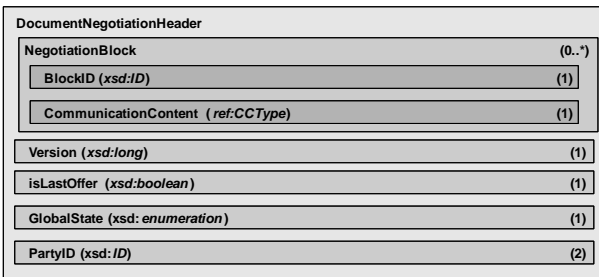 DocumentNegotiationHeader
NegotiationBlock (0..*)
BlockID (xsd:ID) (1)
CommunicationContent ( ref:CCType) (1)
Version (xsd:long) (1)
isLastOffer (xsd:boolean) (1)
GlobalState (xsd: enumeration) (1)
PartyID (xsd:ID) (2)